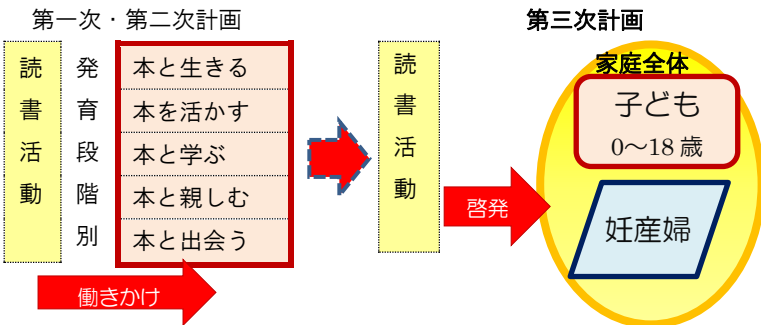 第一次・第二次計画
読書活動
発育段階別
本と生きる
本を活かす
本と学ぶ
本と親しむ
本と出会う
働きかけ
第三次計画
読書活動
啓発
家庭全体
子ども
0~18歳
妊産婦